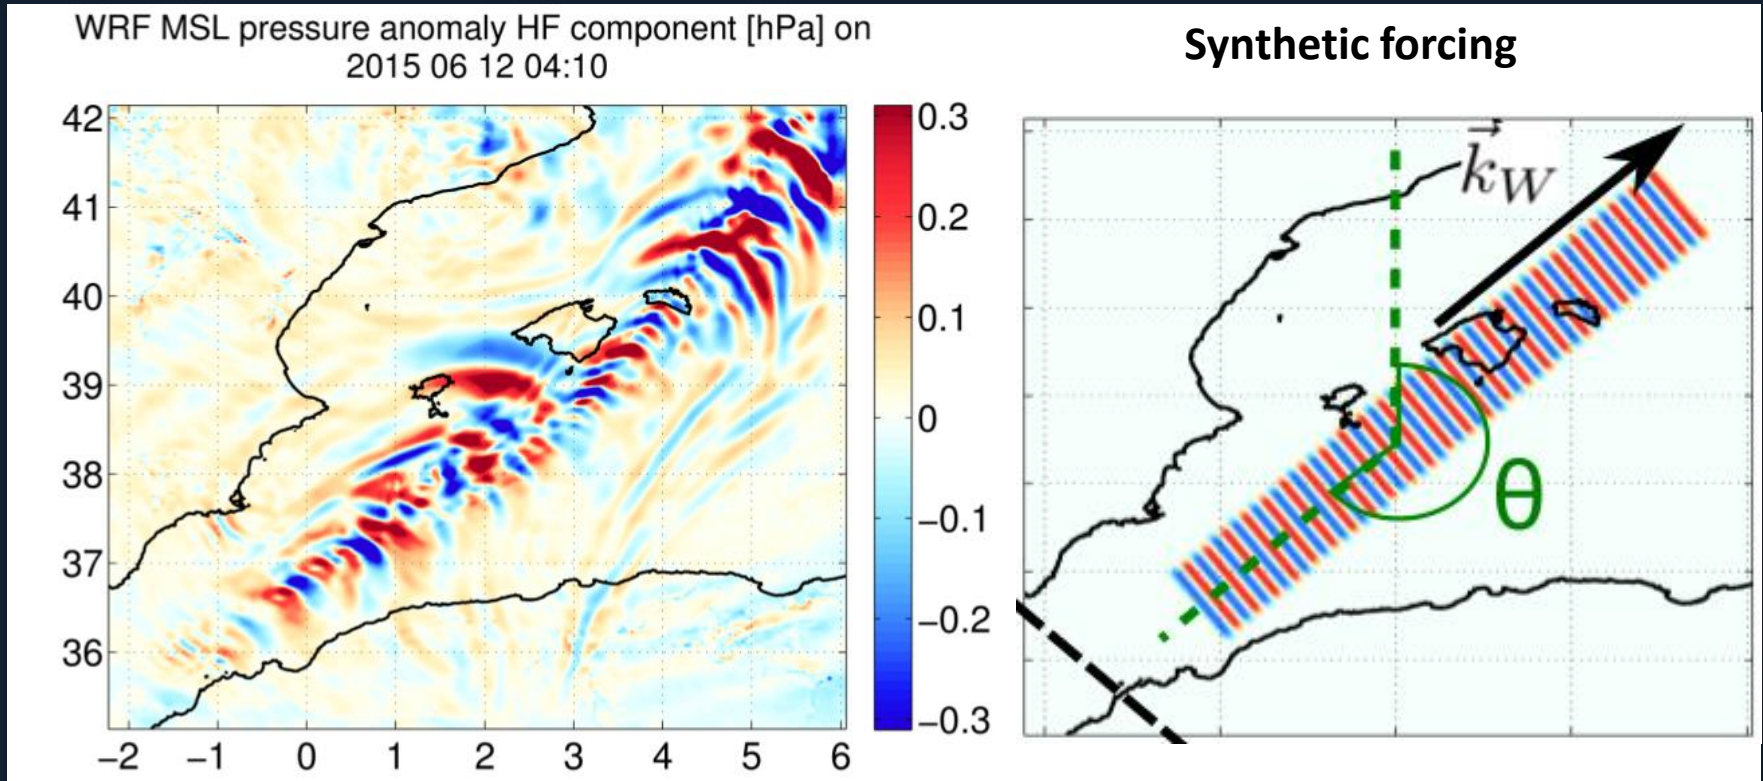 WRF MSL pressure anomaly HF component [hPa] on
2015 06 12 04:10
42
41
40
39
38
37
36
−2 −1 0 1 2 3 4 5 6
0.3
0.2
0.1
0
−0.1
−0.2
−0.3
Synthetic forcing
k⃗W
θ